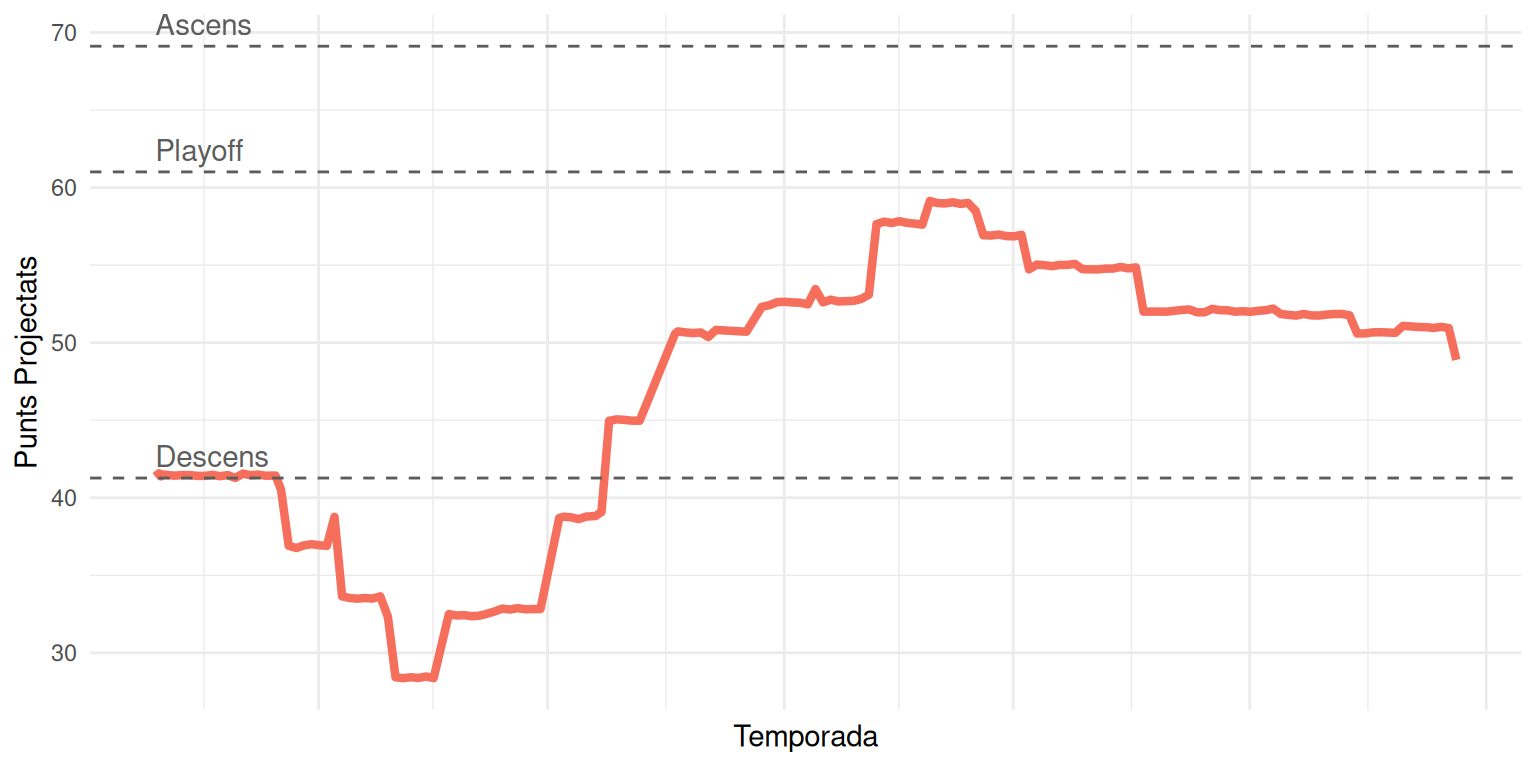 70
Ascens
Playoff
60
50
Descens
40
30
Punts Projectats
Temporada